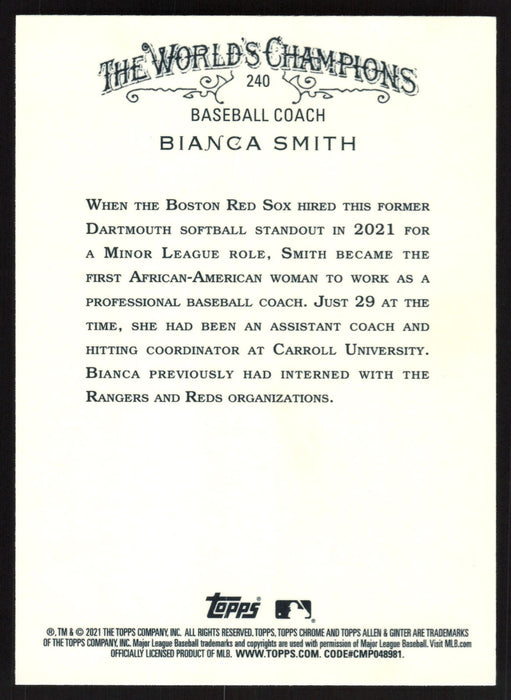 THE WORLD'S CHAMPIONS
240
BASEBALL COACH
BIANCA SMITH
WHEN THE BOSTON RED SOX HIRED THIS FORMER
DARTMOUTH SOFTBALL STANDOUT IN 2021 FOR
A MINOR LEAGUE ROLE, SMITH BECAME THE
FIRST AFRICAN-AMERICAN WOMAN TO WORK AS A
PROFESSIONAL BASEBALL COACH. JUST 29 AT THE
TIME, SHE HAD BEEN AN ASSISTANT COACH AND
HITTING COORDINATOR AT CARROLL UNIVERSITY.
BIANCA PREVIOUSLY HAD INTERNED WITH THE
RANGERS AND REDS ORGANIZATIONS.
topps
®, TM & © 2021 THE TOPPS COMPANY, INC. ALL RIGHTS RESERVED. TOPPS, TOPPS CHROME AND TOPPS ALLEN & GINTER ARE TRADEMARKS
OF THE TOPPS COMPANY, INC. Major League Baseball trademarks and copyrights are used with permission of Major League Baseball. Visit MLB.com
OFFICIALLY LICENSED PRODUCT OF MLB. WWW.TOPPS.COM. CODE#CMP048981.